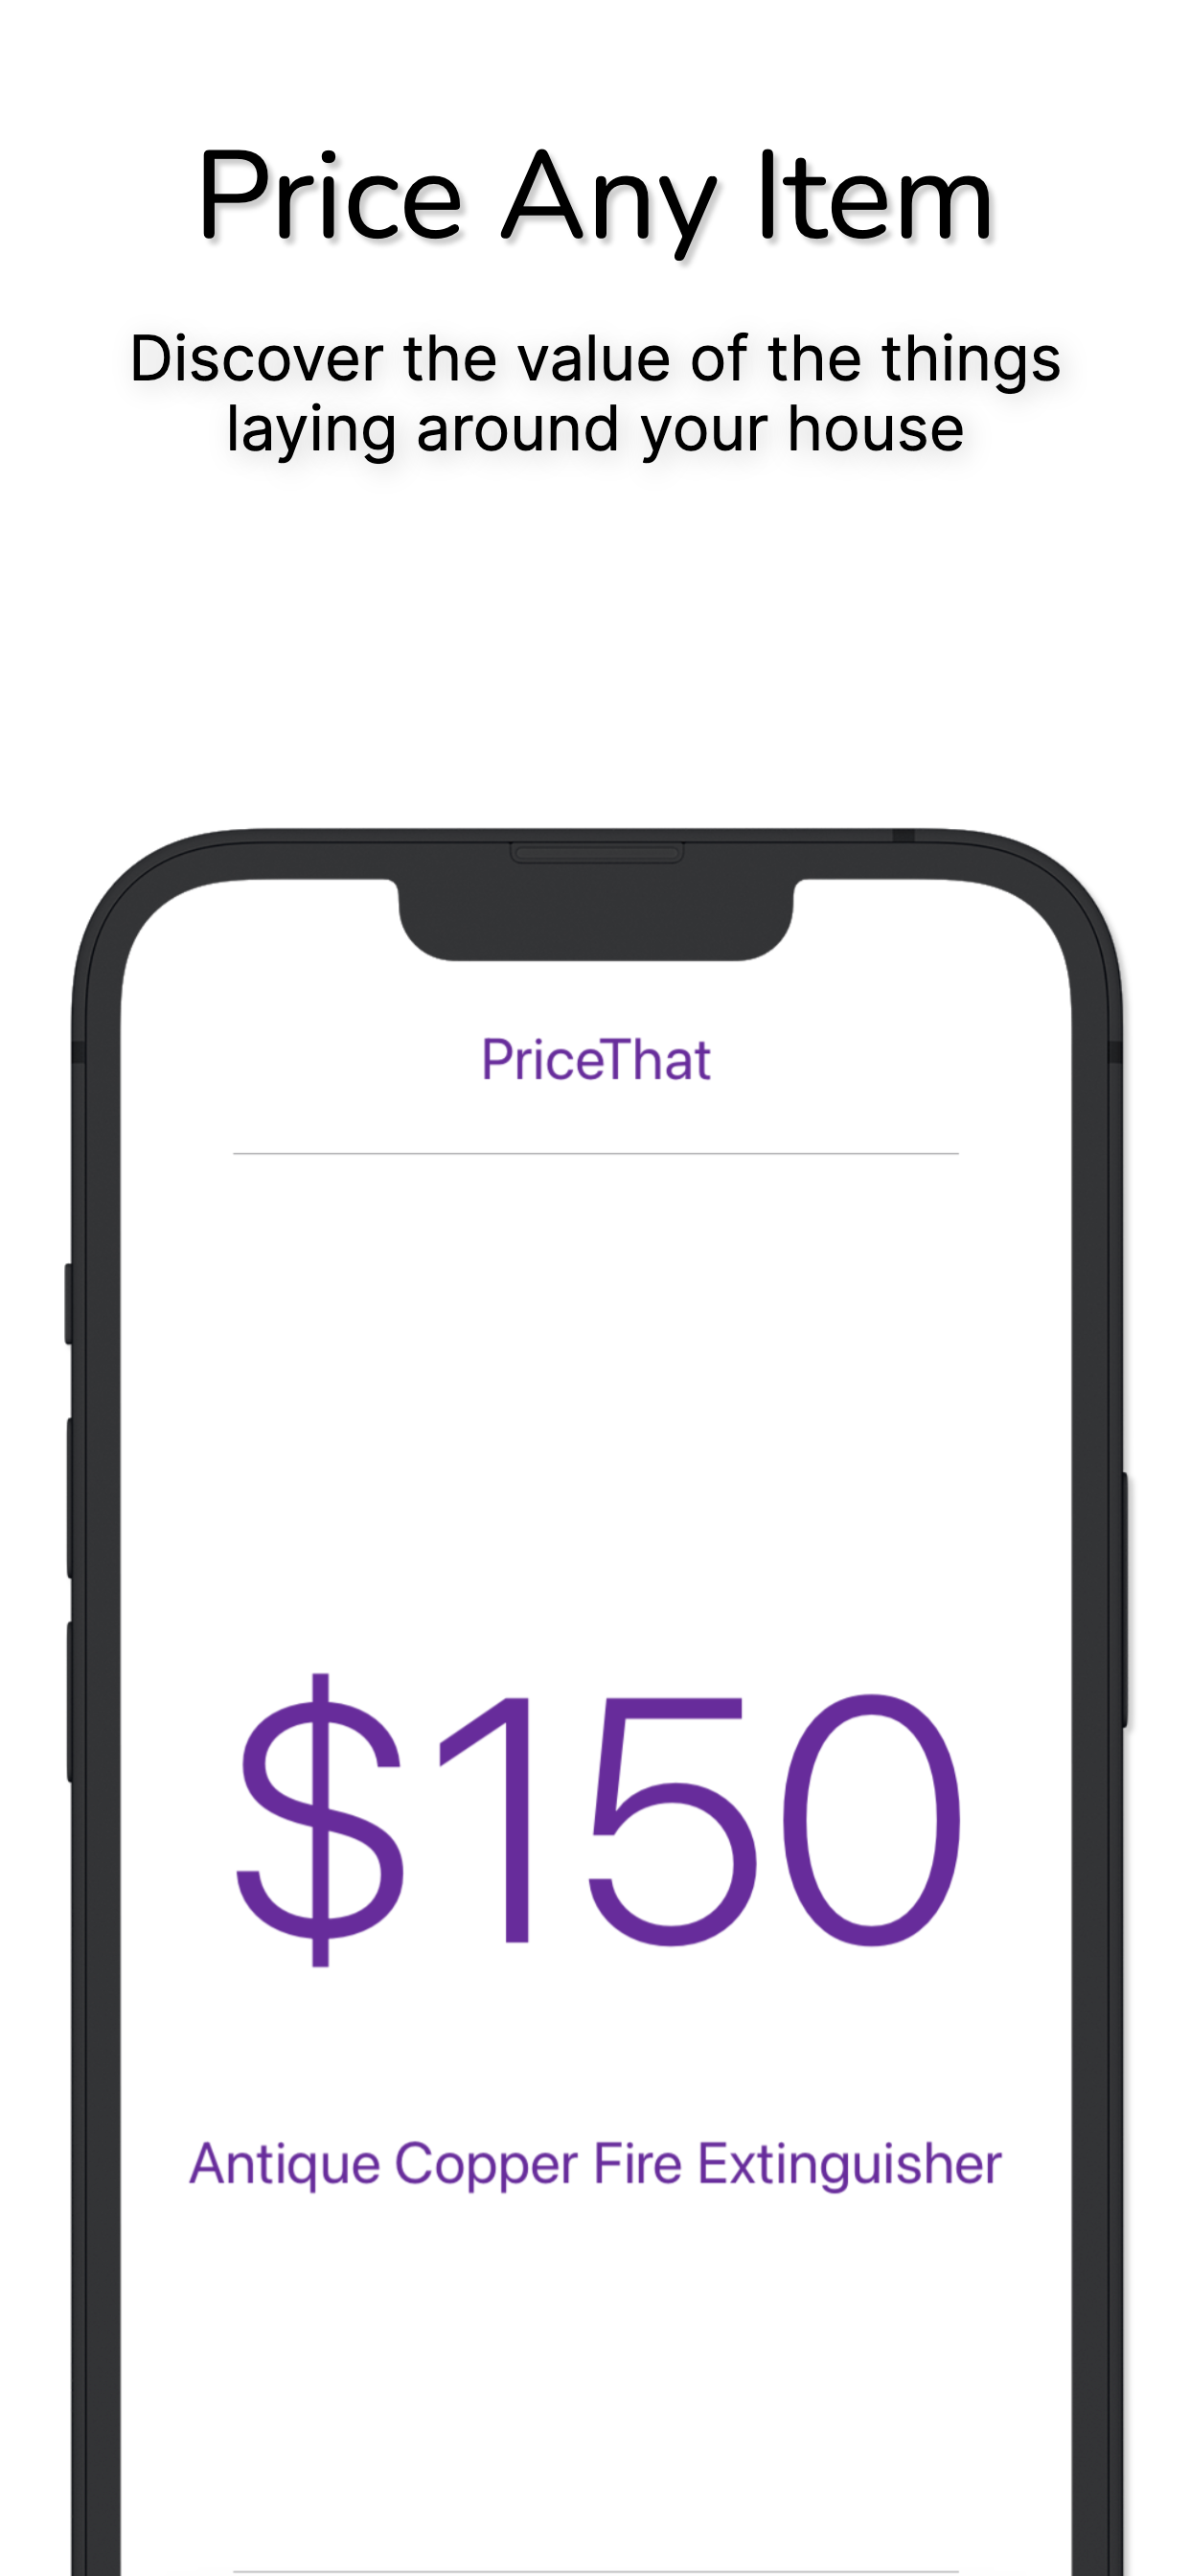 Price Any Item
Discover the value of the things
laying around your house
PriceThat
$150
Antique Copper Fire Extinguisher